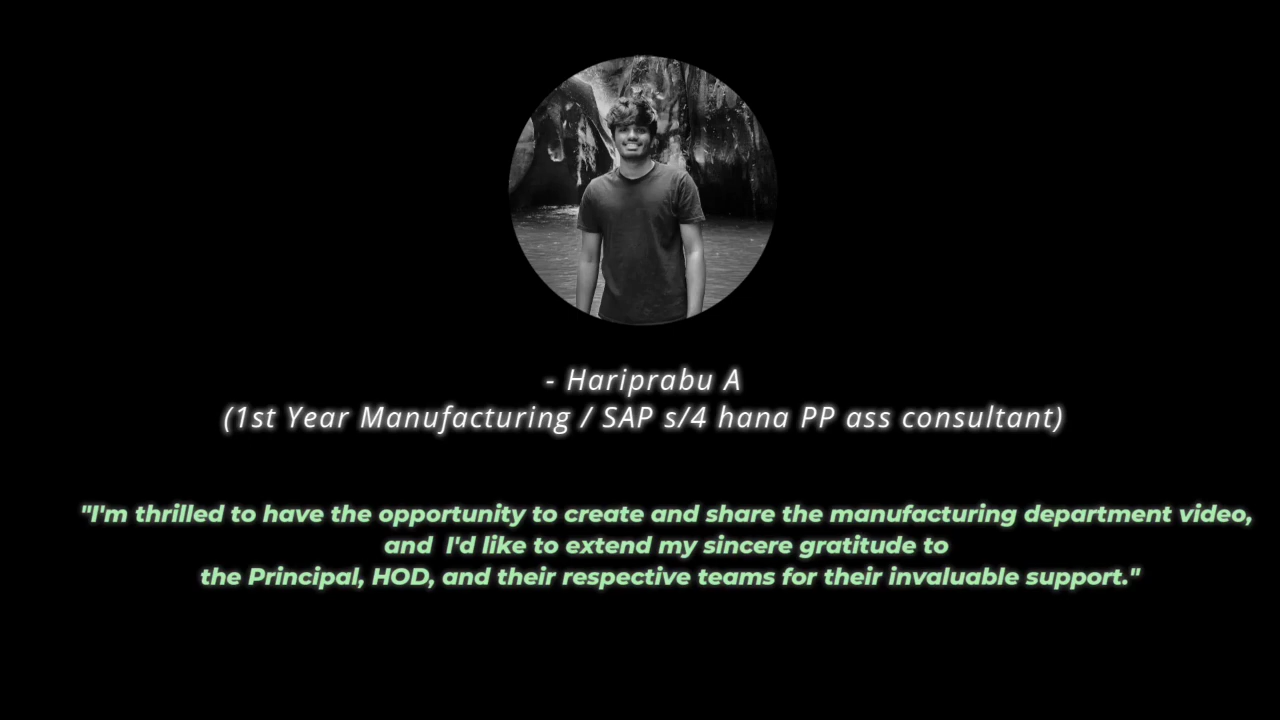 - Hariprabu A
(1st Year Manufacturing / SAP s/4 hana PP ass consultant)
"I'm thrilled to have the opportunity to create and share the manufacturing department video,
and  I'd like to extend my sincere gratitude to
the Principal, HOD, and their respective teams for their invaluable support."